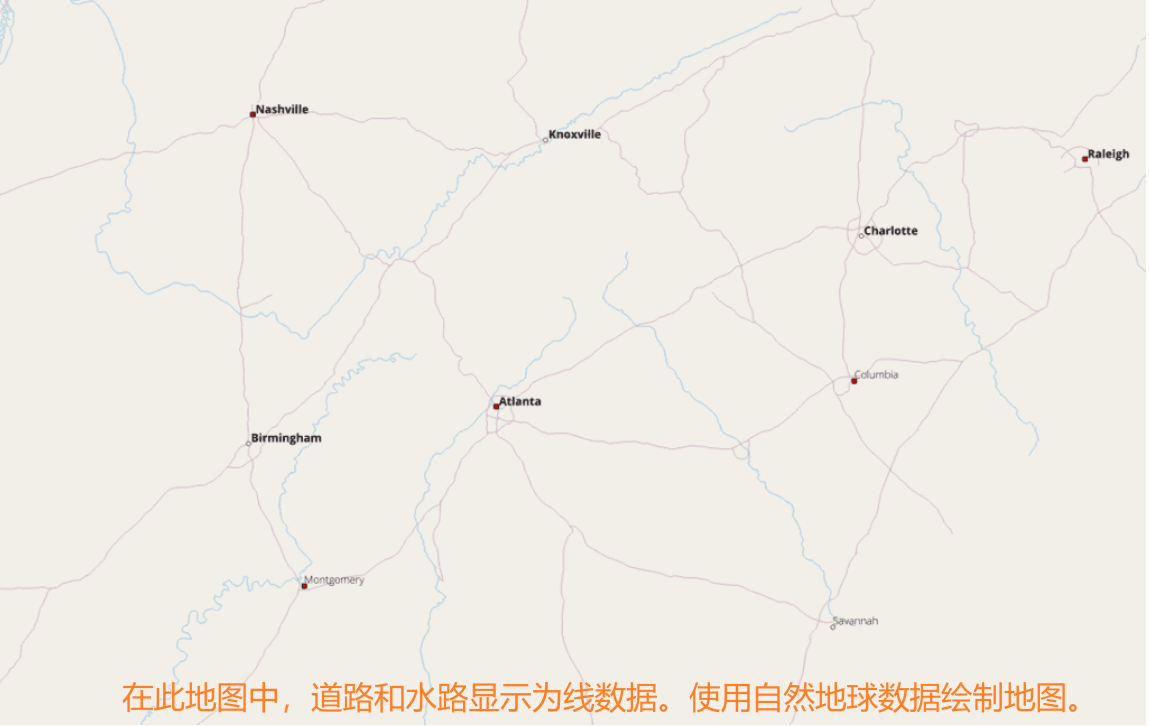 Nashville
Knoxville
Raleigh
Charlotte
Columbia
Atlanta
Birmingham
Montgomery
Savannah
在此地图中，道路和水路显示为线数据。使用自然地球数据绘制地图。